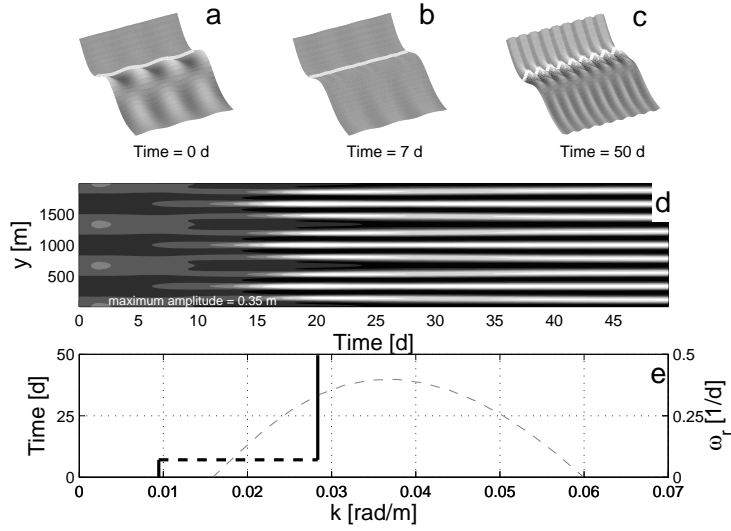 a
b
c
Time = 0 d
Time = 7 d
Time = 50 d
d
y [m]
1500
1000
500
maximum amplitude = 0.35 m
0 5 10 15 20 25 30 35 40 45
Time [d]
e
Time [d]
50
25
0
0.5
0.25
0
ω_r [1/d]
0 0.01 0.02 0.03 0.04 0.05 0.06 0.07
k [rad/m]